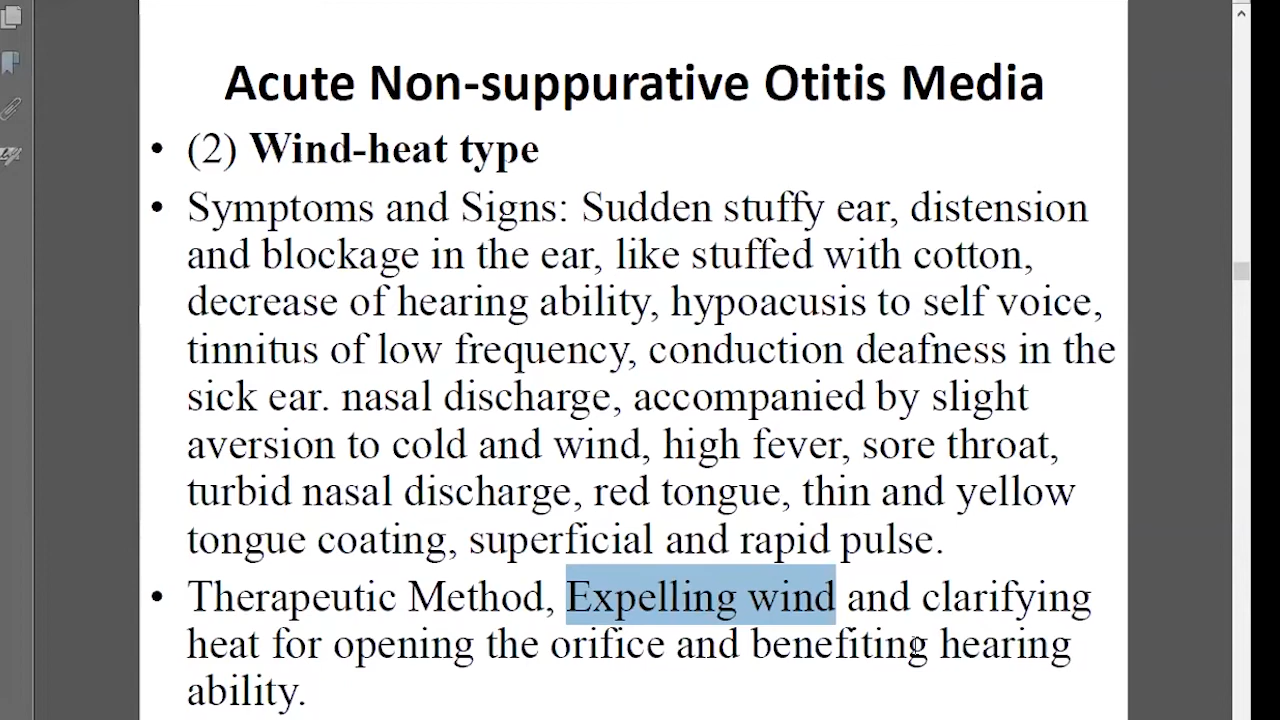 Acute Non-suppurative Otitis Media
• (2) Wind-heat type
• Symptoms and Signs: Sudden stuffy ear, distension
and blockage in the ear, like stuffed with cotton,
decrease of hearing ability, hypoacusis to self voice,
tinnitus of low frequency, conduction deafness in the
sick ear. nasal discharge, accompanied by slight
aversion to cold and wind, high fever, sore throat,
turbid nasal discharge, red tongue, thin and yellow
tongue coating, superficial and rapid pulse.
• Therapeutic Method, Expelling wind and clarifying
heat for opening the orifice and benefiting hearing
ability.